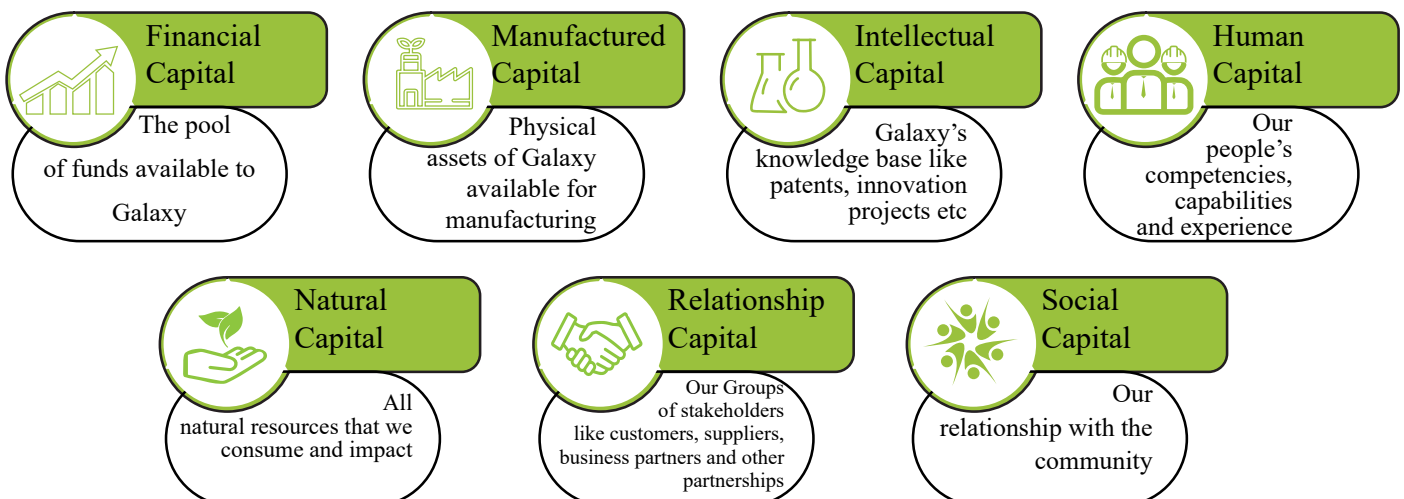 Financial
Capital
The pool
of funds available to
Galaxy
Manufactured
Capital
Physical
assets of Galaxy
available for
manufacturing
Intellectual
Capital
Galaxy’s
knowledge base like
patents, innovation
projects etc
Human
Capital
Our
people’s
competencies,
capabilities
and experience
Natural
Capital
All
natural resources that we
consume and impact
Relationship
Capital
Our Groups
of stakeholders
like customers, suppliers,
business partners and other
partnerships
Social
Capital
Our
relationship with the
community